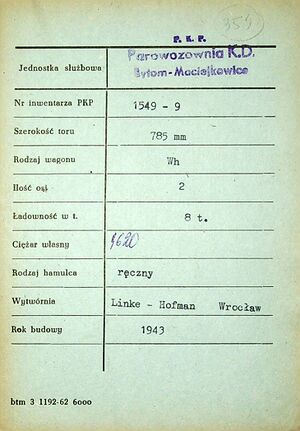 354
P. K. P.
Parowozownia K.D.
Bytom-Maciejkowice
Jednostka służbowa
Nr inwentarza PKP 1549 - 9
Szerokość toru 785 mm
Rodzaj wagonu Wh
Ilość osi 2
Ładowność w t. 8 t.
Ciężar własny 3620
Rodzaj hamulca ręczny
Wytwórnia Linke - Hofman Wrocław
Rok budowy 1943
btm 3 1192-62 6ooo